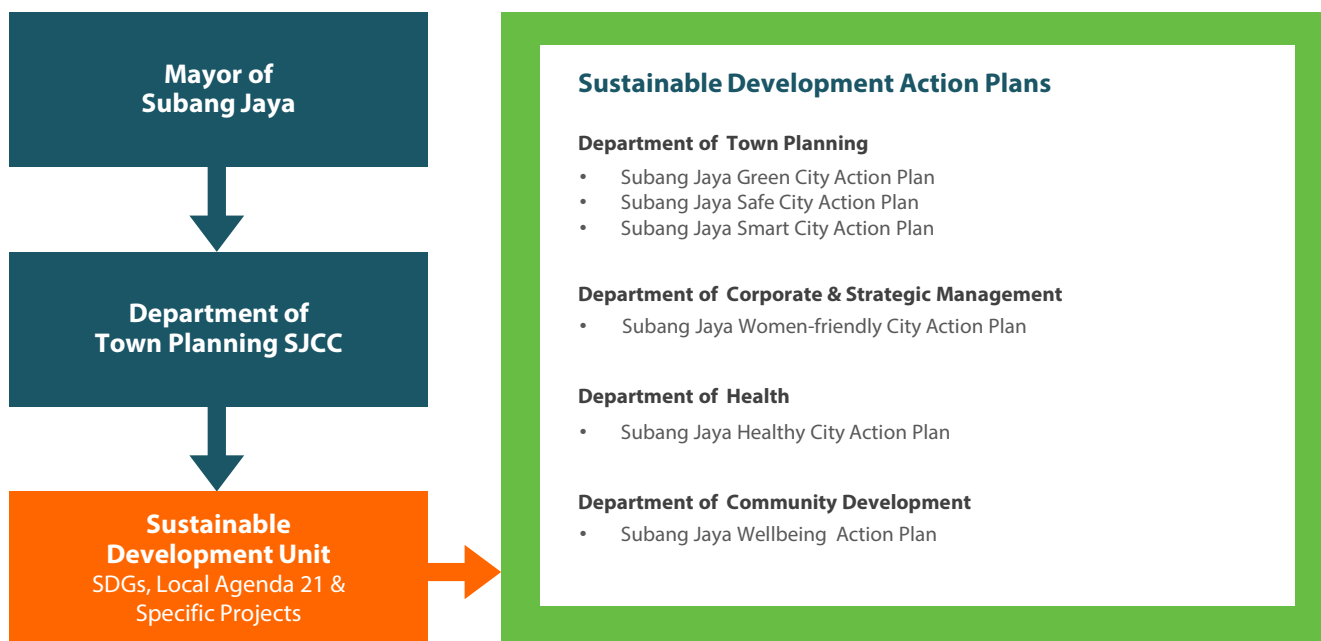 Mayor of
Subang Jaya
Department of
Town Planning SJCC
Sustainable
Development Unit
SDGs, Local Agenda 21 &
Specific Projects
Sustainable Development Action Plans
Department of Town Planning
• Subang Jaya Green City Action Plan
• Subang Jaya Safe City Action Plan
• Subang Jaya Smart City Action Plan
Department of Corporate & Strategic Management
• Subang Jaya Women-friendly City Action Plan
Department of Health
• Subang Jaya Healthy City Action Plan
Department of Community Development
• Subang Jaya Wellbeing Action Plan